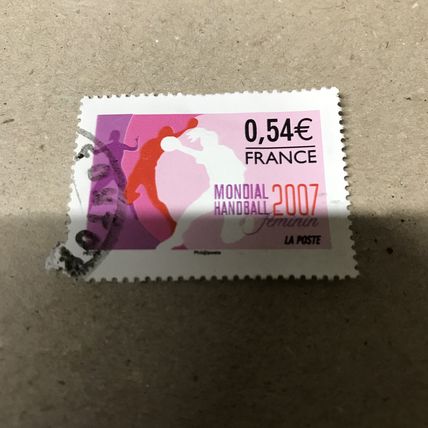 0,54€
FRANCE
MONDIAL
HANDBALL 2007
féminin
LA POSTE